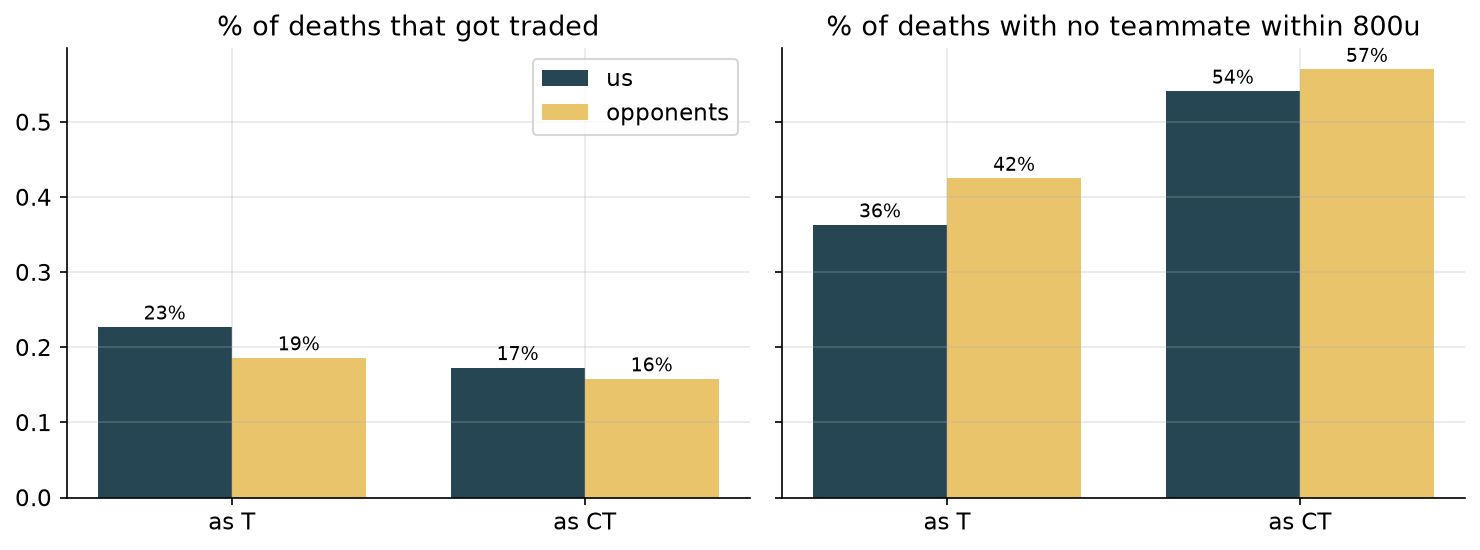 % of deaths that got traded
us
opponents
23%
19%
17%
16%
0.5
0.4
0.3
0.2
0.1
0.0
as T
as CT
% of deaths with no teammate within 800u
36%
42%
54%
57%
as T
as CT